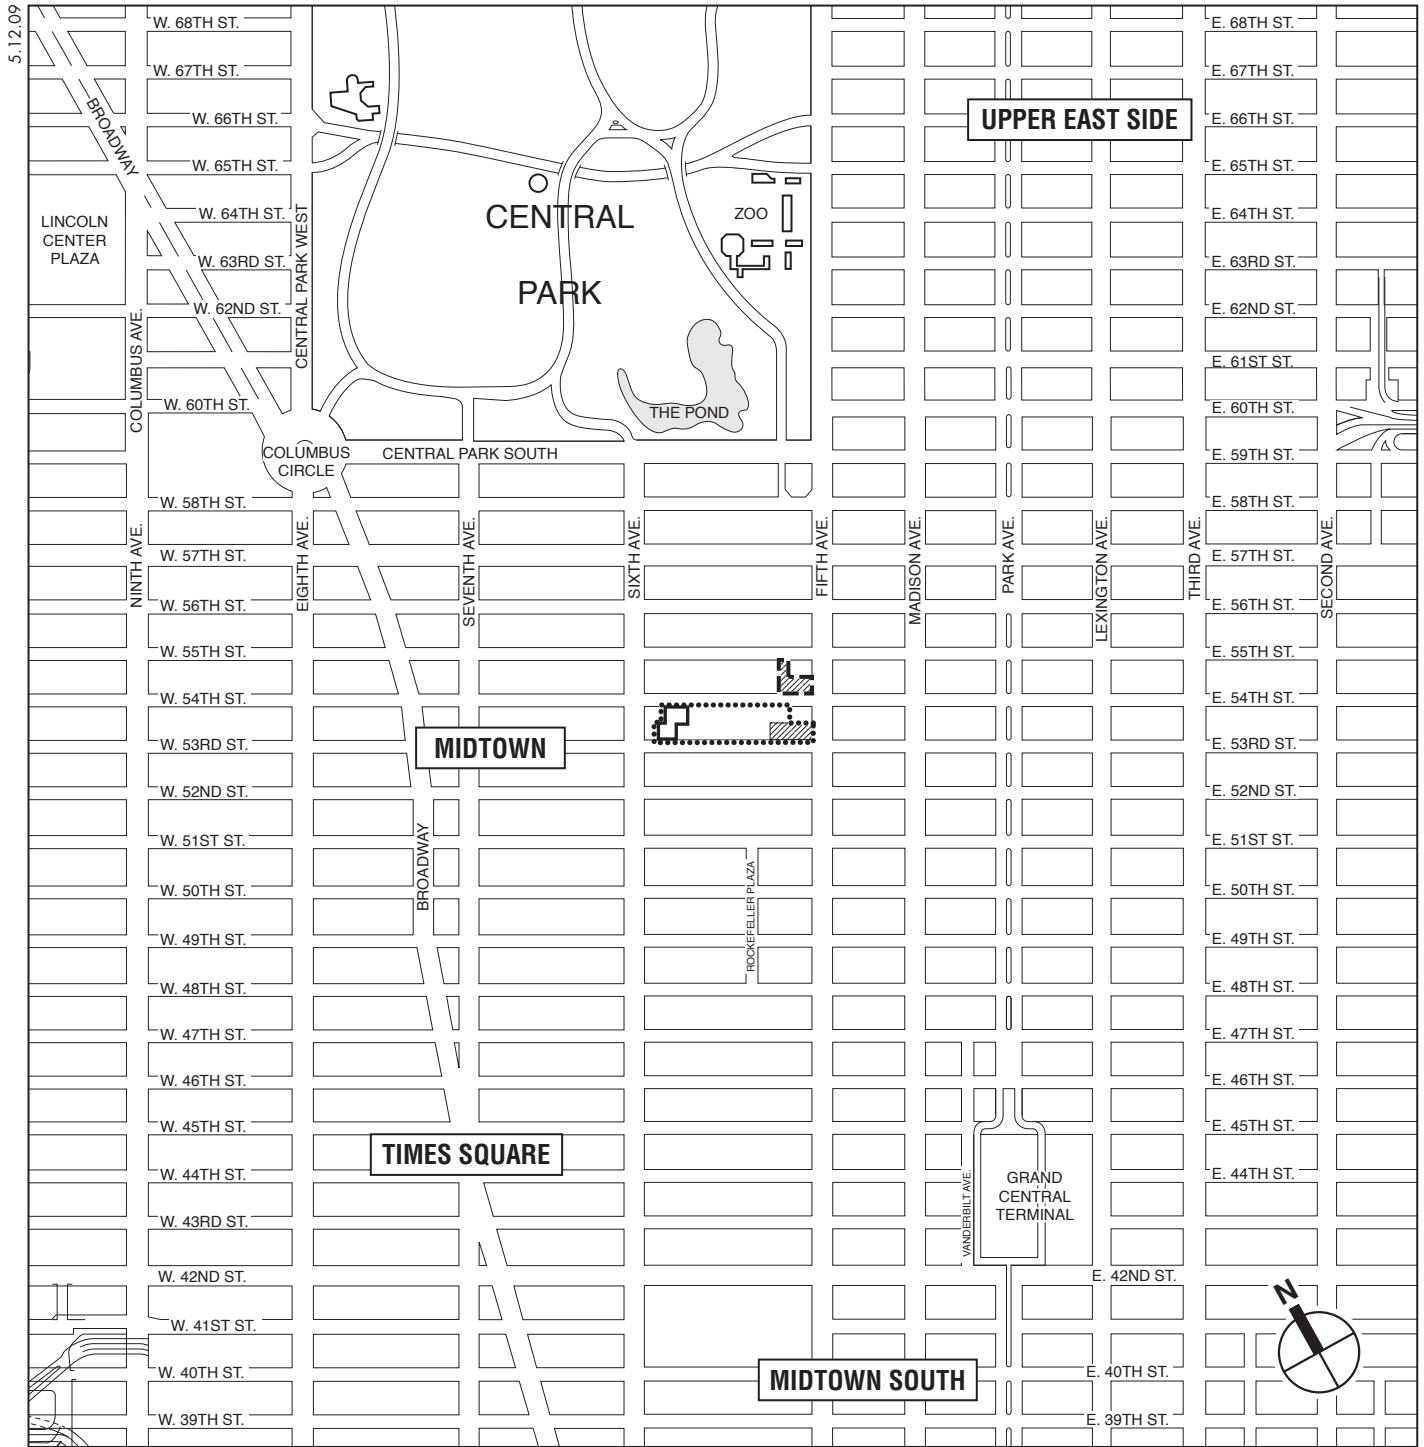 5.12.09
W. 68TH ST.
E. 68TH ST.
W. 67TH ST.
E. 67TH ST.
BROADWAY
W. 66TH ST.
UPPER EAST SIDE
E. 66TH ST.
W. 65TH ST.
E. 65TH ST.
LINCOLN
CENTER
PLAZA
W. 64TH ST.
CENTRAL PARK WEST
CENTRAL
PARK
ZOO
E. 64TH ST.
W. 63RD ST.
E. 63RD ST.
W. 62ND ST.
E. 62ND ST.
COLUMBUS AVE.
E. 61ST ST.
W. 60TH ST.
THE POND
E. 60TH ST.
COLUMBUS
CIRCLE
CENTRAL PARK SOUTH
E. 59TH ST.
W. 58TH ST.
E. 58TH ST.
NINTH AVE.
EIGHTH AVE.
SEVENTH AVE.
SIXTH AVE.
FIFTH AVE.
MADISON AVE.
PARK AVE.
LEXINGTON AVE.
THIRD AVE.
SECOND AVE.
W. 57TH ST.
E. 57TH ST.
W. 56TH ST.
E. 56TH ST.
W. 55TH ST.
E. 55TH ST.
W. 54TH ST.
E. 54TH ST.
W. 53RD ST.
MIDTOWN
E. 53RD ST.
W. 52ND ST.
E. 52ND ST.
W. 51ST ST.
BROADWAY
E. 51ST ST.
W. 50TH ST.
ROCKEFELLER PLAZA
E. 50TH ST.
W. 49TH ST.
E. 49TH ST.
W. 48TH ST.
E. 48TH ST.
W. 47TH ST.
E. 47TH ST.
W. 46TH ST.
E. 46TH ST.
W. 45TH ST.
E. 45TH ST.
TIMES SQUARE
W. 44TH ST.
VANDERBILT AVE.
GRAND
CENTRAL
TERMINAL
E. 44TH ST.
W. 43RD ST.
W. 42ND ST.
E. 42ND ST.
N
W. 41ST ST.
W. 40TH ST.
MIDTOWN SOUTH
E. 40TH ST.
W. 39TH ST.
E. 39TH ST.